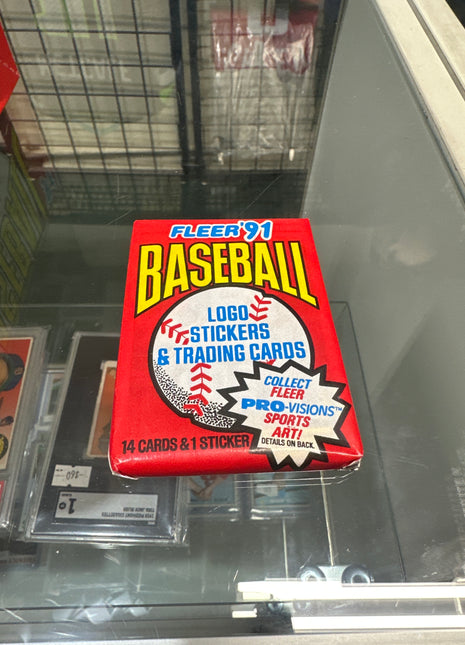 FLEER'91
BASEBALL
LOGO
STICKERS
& TRADING CARDS
COLLECT
FLEER
PRO-VISIONS™
SPORTS
ART!
DETAILS ON BACK.
14 CARDS & 1 STICKER
1